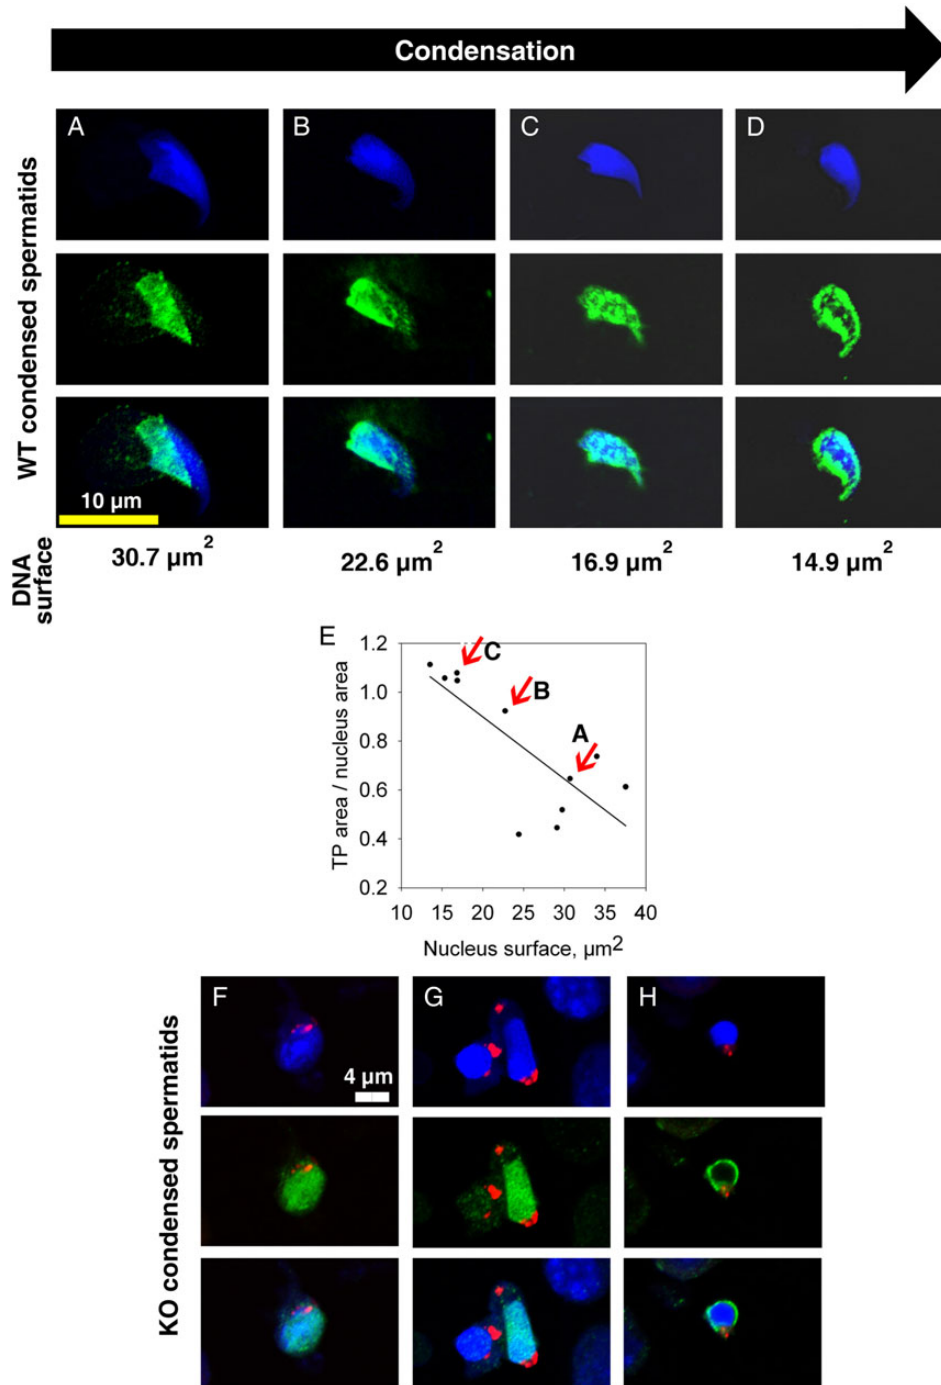 Condensation
A
B
C
D
WT condensed spermatids
10 µm
DNA
surface
30.7 µm²
22.6 µm²
16.9 µm²
14.9 µm²
E
1.2
1.0
0.8
0.6
0.4
0.2
TP area / nucleus area
C
B
A
10 15 20 25 30 35 40
Nucleus surface, µm²
F
G
H
4 µm
KO condensed spermatids